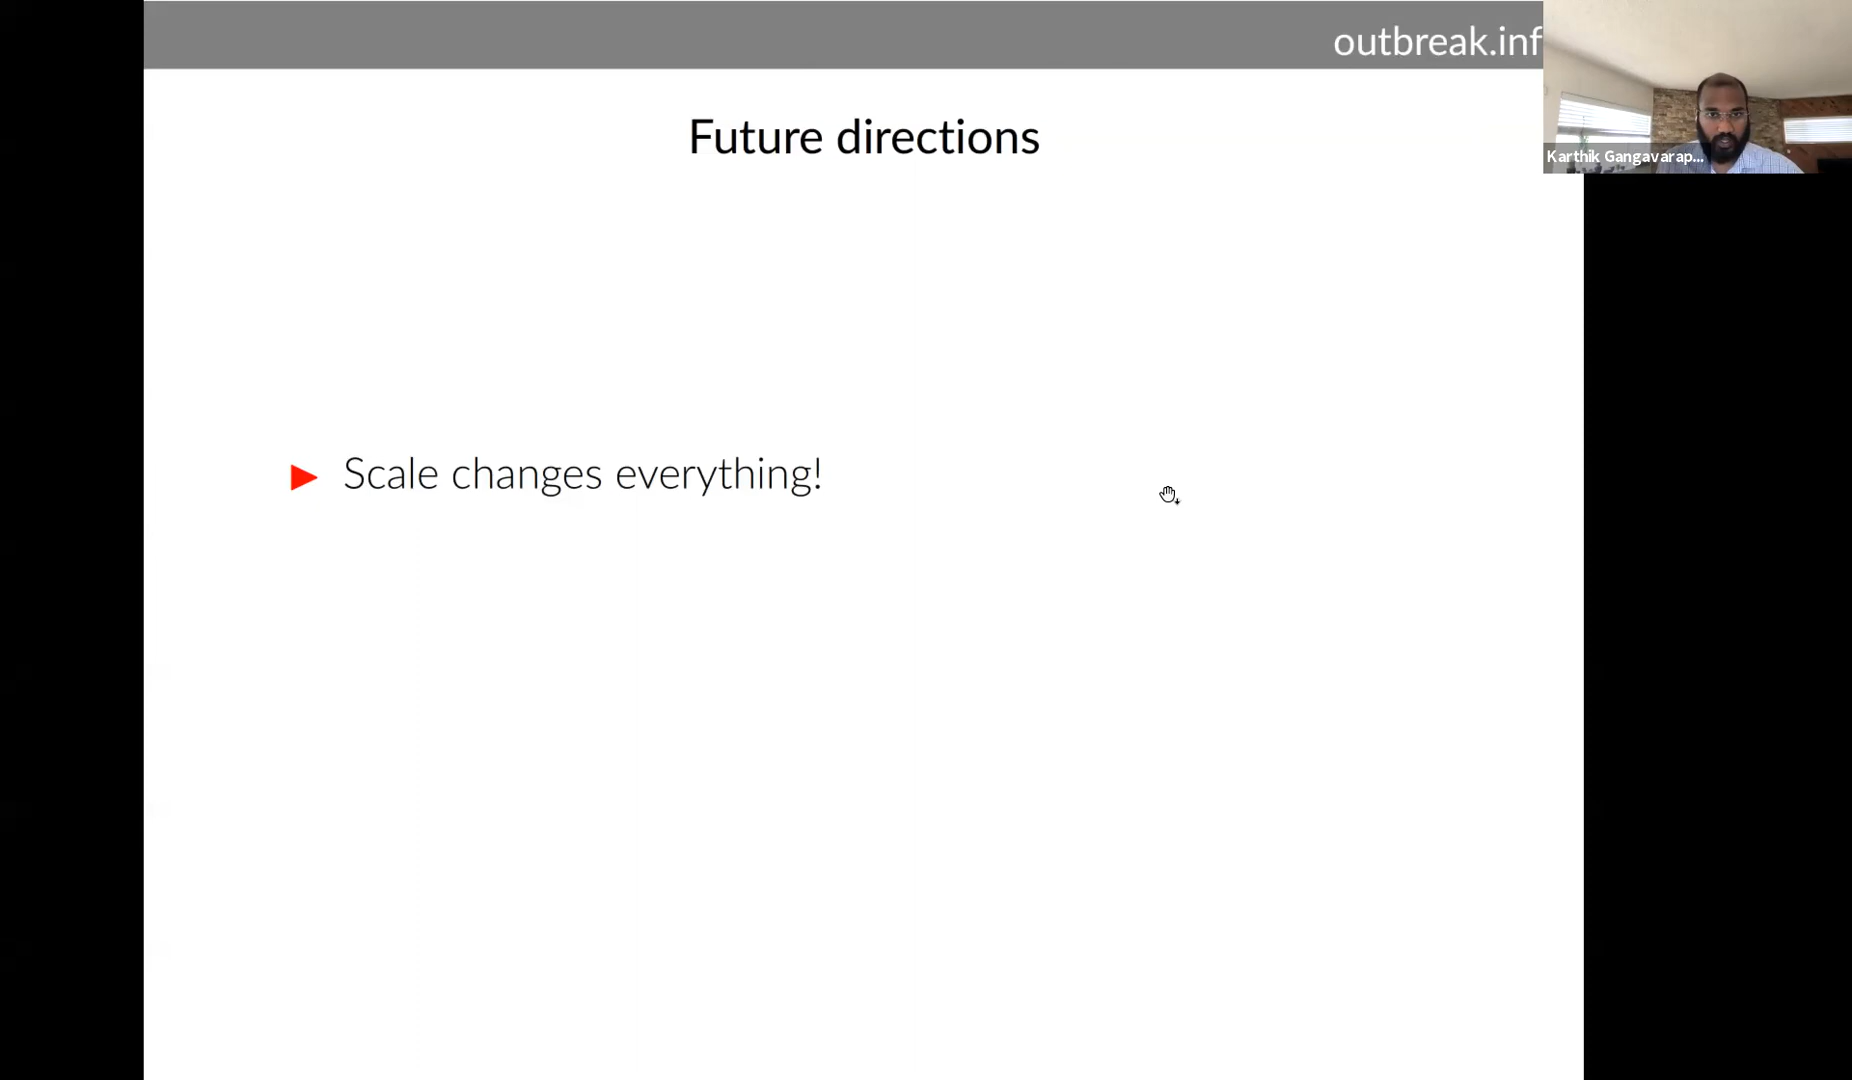 outbreak.inf
Karthik Gangavarap...
Future directions
Scale changes everything!